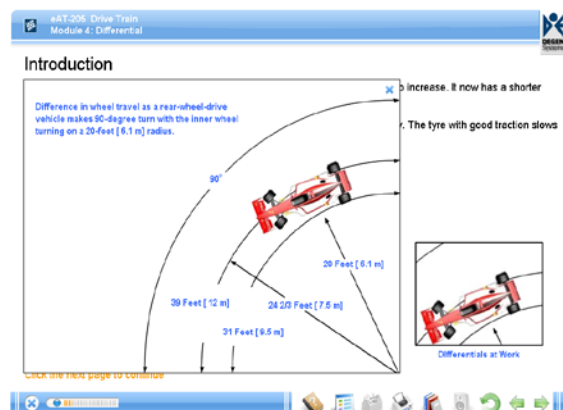 eAT-205 Drive Train
Module 4: Differential
DEGEN
Systems
Introduction
increase. It now has a shorter
Difference in wheel travel as a rear-wheel-drive
vehicle makes 90-degree turn with the inner wheel
turning on a 20-feet [ 6.1 m] radius.
. The tyre with good traction slows
90°
20 Feet [ 6.1 m]
39 Feet [ 12 m]
24 2/3 Feet [ 7.5 m]
31 Feet [ 9.5 m]
Differentials at Work
Click the next page to continue